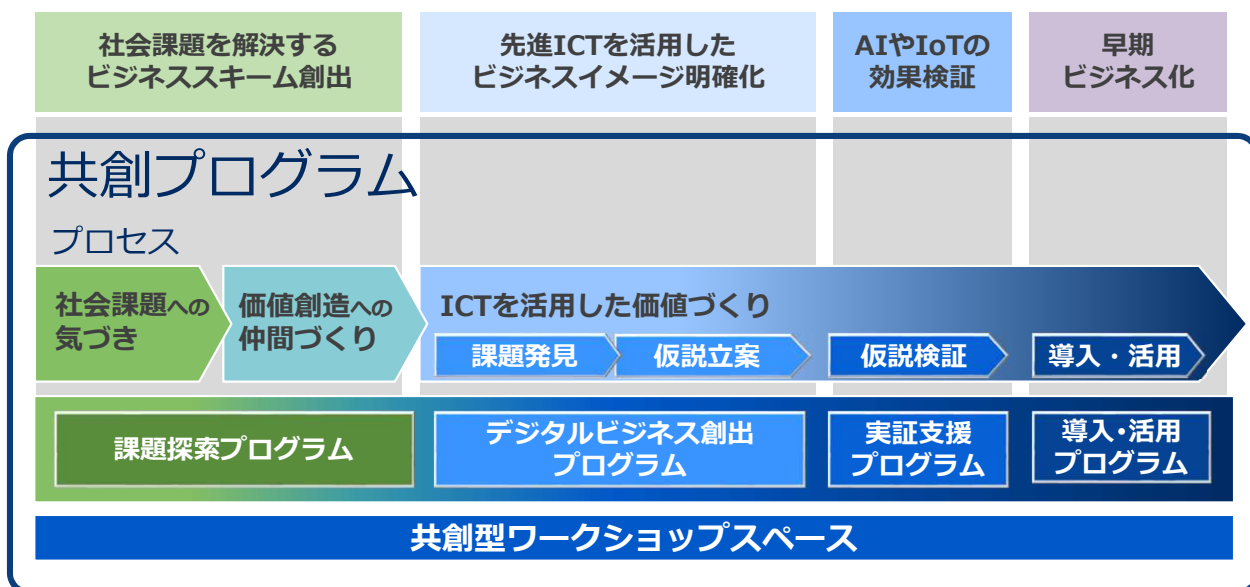 社会課題を解決する
ビジネススキーム創出
先進ICTを活用した
ビジネスイメージ明確化
AIやIoTの
効果検証
早期
ビジネス化
共創プログラム
プロセス
社会課題への
気づき
価値創造への
仲間づくり
ICTを活用した価値づくり
課題発見
仮説立案
仮説検証
導入・活用
課題探索プログラム
デジタルビジネス創出
プログラム
実証支援
プログラム
導入・活用
プログラム
共創型ワークショップスペース